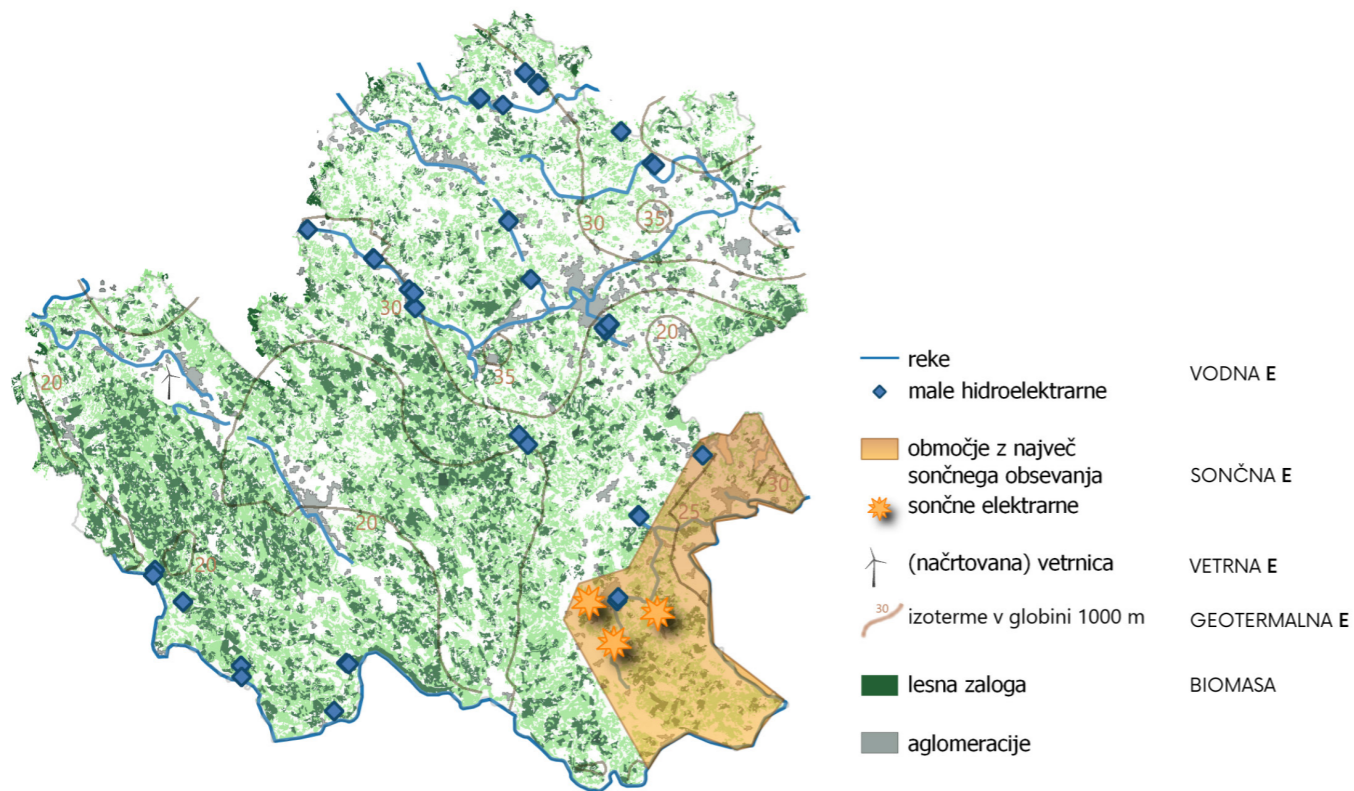 30
35
30
35
20
20
20
20
25
30
reke
VODNA E
male hidroelektrarne
območje z največ
sončnega obsevanja
SONČNA E
sončne elektrarne
(načrtovana) vetrnica
VETRNA E
30
izoterme v globini 1000 m
GEOTERMALNA E
lesna zaloga
BIOMASA
aglomeracije